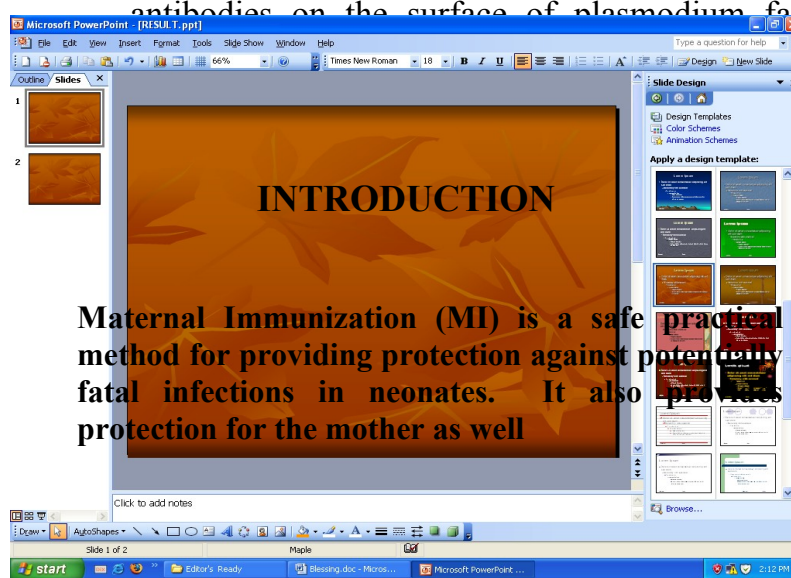 antibodies on the surface of plasmodium fa
Microsoft PowerPoint - [RESULT.ppt]
File Edit View Insert Format Tools Slide Show Window Help
Type a question for help
66%
Times New Roman 18 B I U
Design New Slide
Outline Slides
Slide Design
1
2
Design Templates
Color Schemes
Animation Schemes
Apply a design template:
INTRODUCTION
Maternal Immunization (MI) is a safe practical
method for providing protection against potentially
fatal infections in neonates. It also provides
protection for the mother as well
Click to add notes
Browse...
Draw AutoShapes
Slide 1 of 2 Maple
start Editor's Ready Blessing.doc - Micros... Microsoft PowerPoint ... 2:12 PM